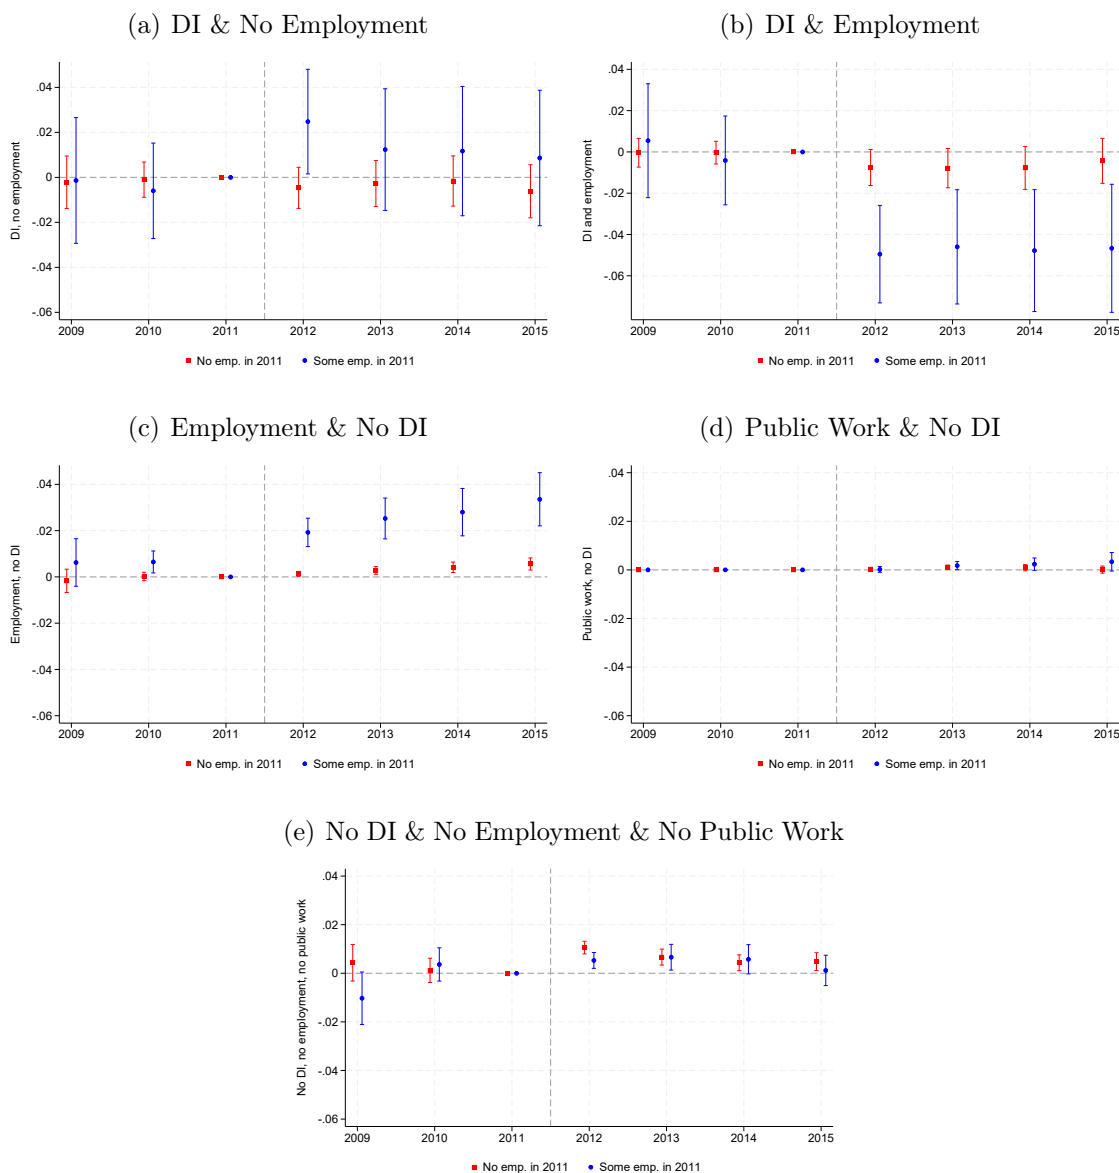 (a) DI & No Employment
DI, no employment
.04
.02
0
-.02
-.04
-.06
2009 2010 2011 2012 2013 2014 2015
No emp. in 2011 Some emp. in 2011
(b) DI & Employment
DI and employment
.04
.02
0
-.02
-.04
-.06
2009 2010 2011 2012 2013 2014 2015
No emp. in 2011 Some emp. in 2011
(c) Employment & No DI
Employment, no DI
.04
.02
0
-.02
-.04
-.06
2009 2010 2011 2012 2013 2014 2015
No emp. in 2011 Some emp. in 2011
(d) Public Work & No DI
Public work, no DI
.04
.02
0
-.02
-.04
-.06
2009 2010 2011 2012 2013 2014 2015
No emp. in 2011 Some emp. in 2011
(e) No DI & No Employment & No Public Work
No DI, no employment, no public work
.04
.02
0
-.02
-.04
-.06
2009 2010 2011 2012 2013 2014 2015
No emp. in 2011 Some emp. in 2011